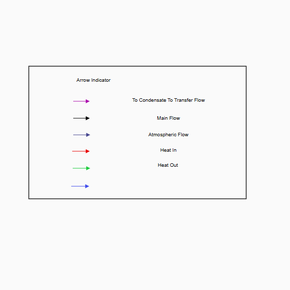 Arrow Indicator
To Condensate To Transfer Flow
Main Flow
Atmospheric Flow
Heat In
Heat Out